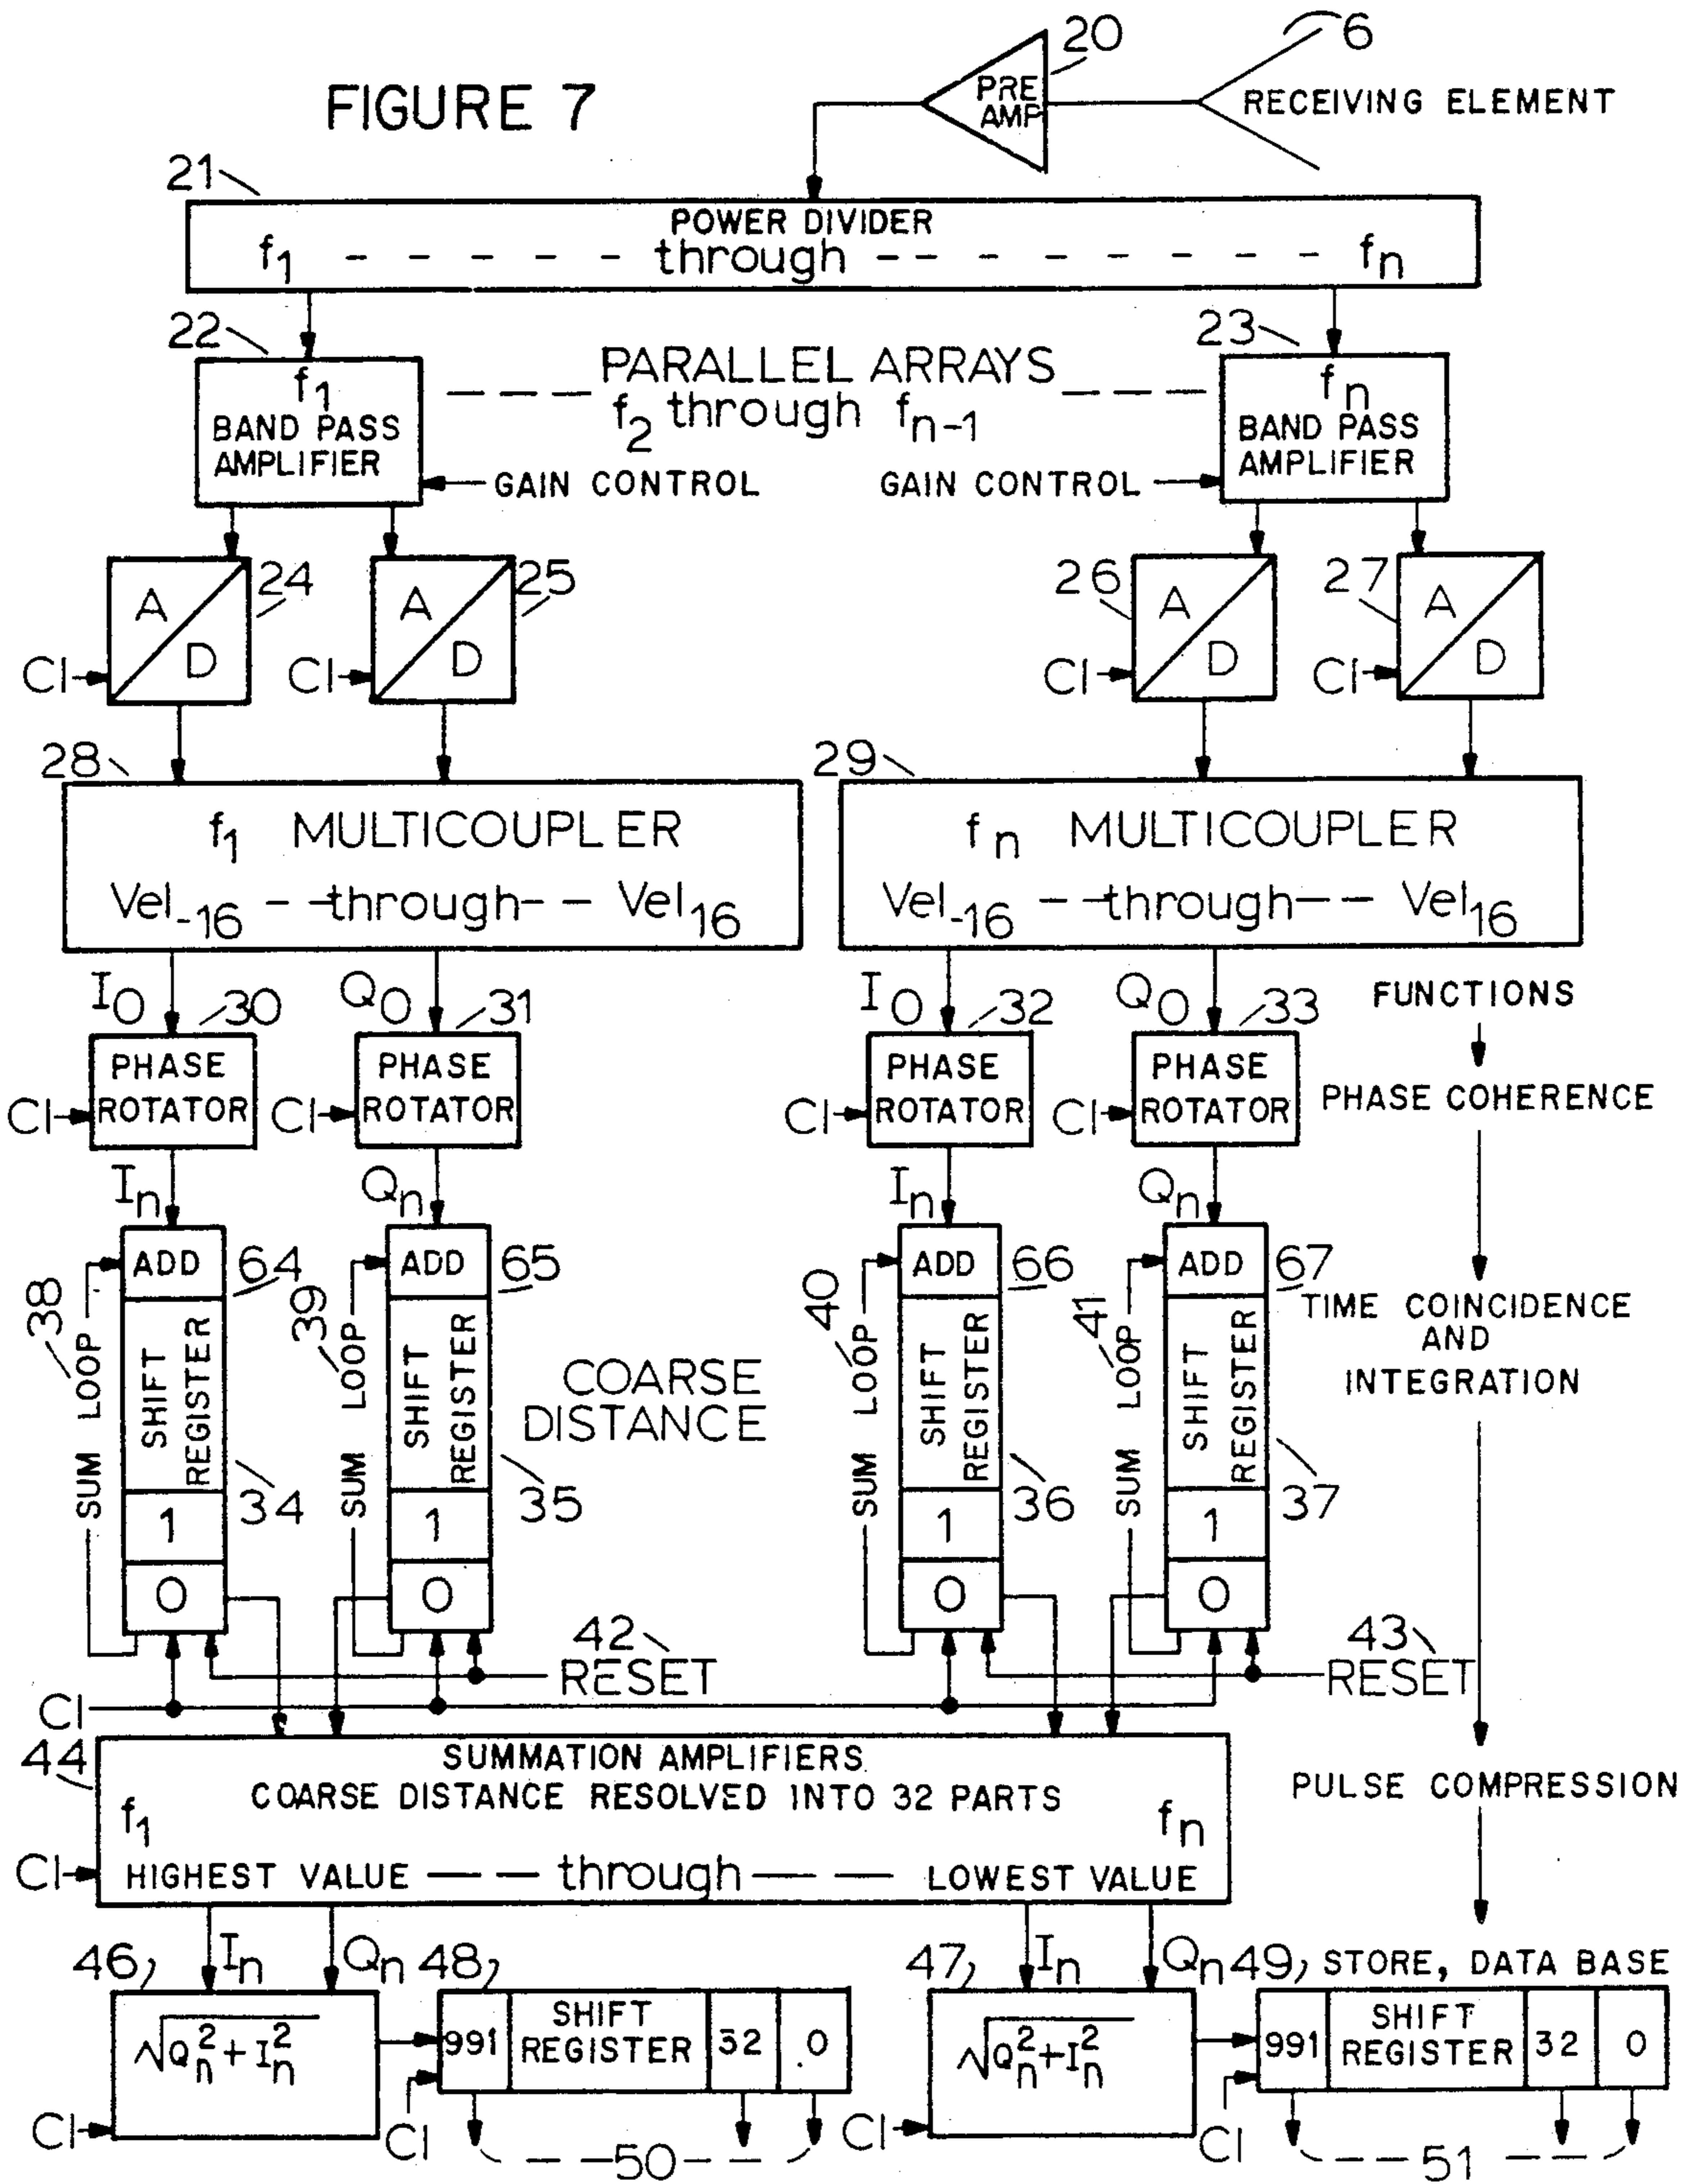 FIGURE 7
20
6
PRE
AMP
RECEIVING ELEMENT
21
POWER DIVIDER
f1 - - - - - - through - - - - - - - - - fn
22
23
f1
BAND PASS
AMPLIFIER
- - - PARALLEL ARRAYS - - -
f2 through fn-1
fn
BAND PASS
AMPLIFIER
GAIN CONTROL
GAIN CONTROL
A
D
24
A
D
25
26
A
D
27
A
D
Cl
Cl
Cl
Cl
28
29
f1 MULTICOUPLER
Vel-16 - - through - - Vel16
fn MULTICOUPLER
Vel-16 - - through - - Vel16
I0
30
Q0
31
I0
32
Q0
33
FUNCTIONS
PHASE
ROTATOR
PHASE
ROTATOR
PHASE
ROTATOR
PHASE
ROTATOR
Cl
Cl
Cl
Cl
PHASE COHERENCE
In
Qn
In
Qn
ADD
64
ADD
65
ADD
66
ADD
67
38
SUM LOOP
SHIFT
REGISTER
34
39
SUM LOOP
SHIFT
REGISTER
35
COARSE
DISTANCE
40
SUM LOOP
SHIFT
REGISTER
36
41
SUM LOOP
SHIFT
REGISTER
37
TIME COINCIDENCE
AND
INTEGRATION
1
1
1
1
0
0
0
0
42
RESET
43
RESET
Cl
44
SUMMATION AMPLIFIERS
COARSE DISTANCE RESOLVED INTO 32 PARTS
f1
fn
HIGHEST VALUE - - - through - - - LOWEST VALUE
Cl
PULSE COMPRESSION
46
In
Qn
48
47
In
Qn
49
STORE, DATA BASE
√Qn²+In²
991
SHIFT
REGISTER
32
0
√Qn²+In²
991
SHIFT
REGISTER
32
0
Cl
Cl
Cl
Cl
- - 50 - -
- - 51 - -